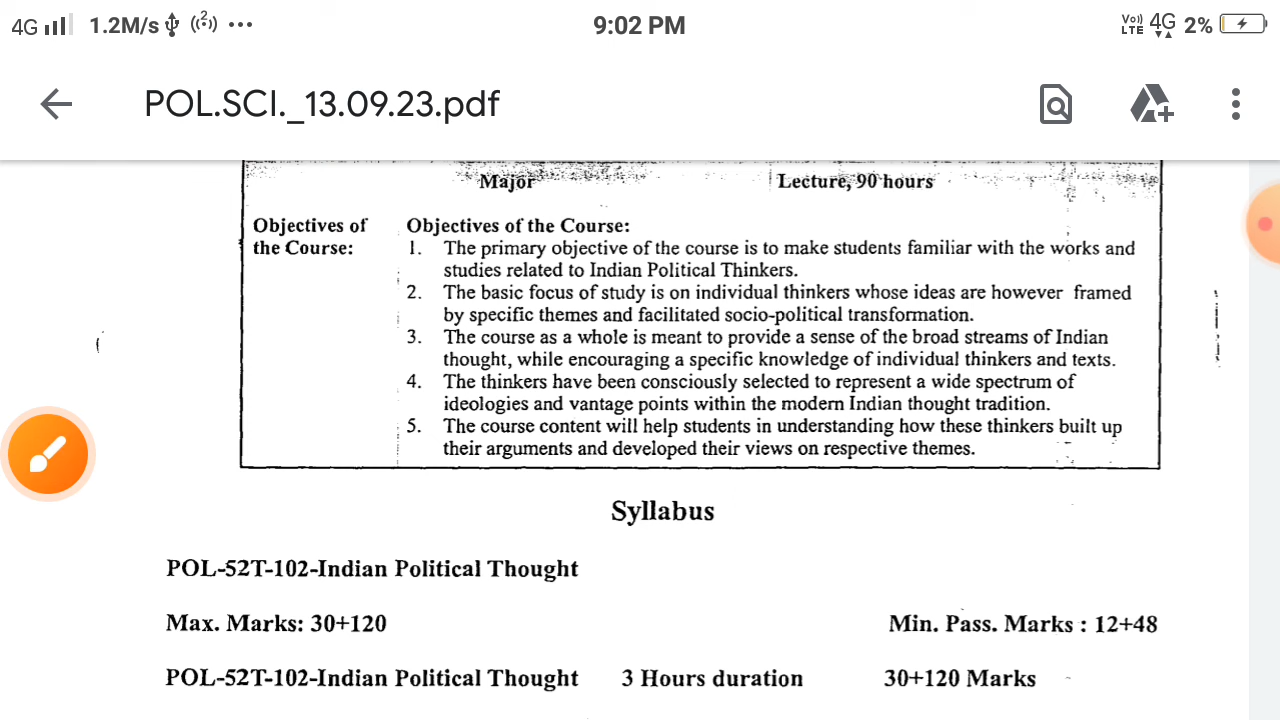 4G 1.2M/s 9:02 PM Vo) LTE 4G 2%
POL.SCI._13.09.23.pdf
Major Lecture, 90 hours
Objectives of the Course:
Objectives of the Course:
1. The primary objective of the course is to make students familiar with the works and
studies related to Indian Political Thinkers.
2. The basic focus of study is on individual thinkers whose ideas are however framed
by specific themes and facilitated socio-political transformation.
3. The course as a whole is meant to provide a sense of the broad streams of Indian
thought, while encouraging a specific knowledge of individual thinkers and texts.
4. The thinkers have been consciously selected to represent a wide spectrum of
ideologies and vantage points within the modern Indian thought tradition.
5. The course content will help students in understanding how these thinkers built up
their arguments and developed their views on respective themes.
Syllabus
POL-52T-102-Indian Political Thought
Max. Marks: 30+120 Min. Pass. Marks : 12+48
POL-52T-102-Indian Political Thought 3 Hours duration 30+120 Marks